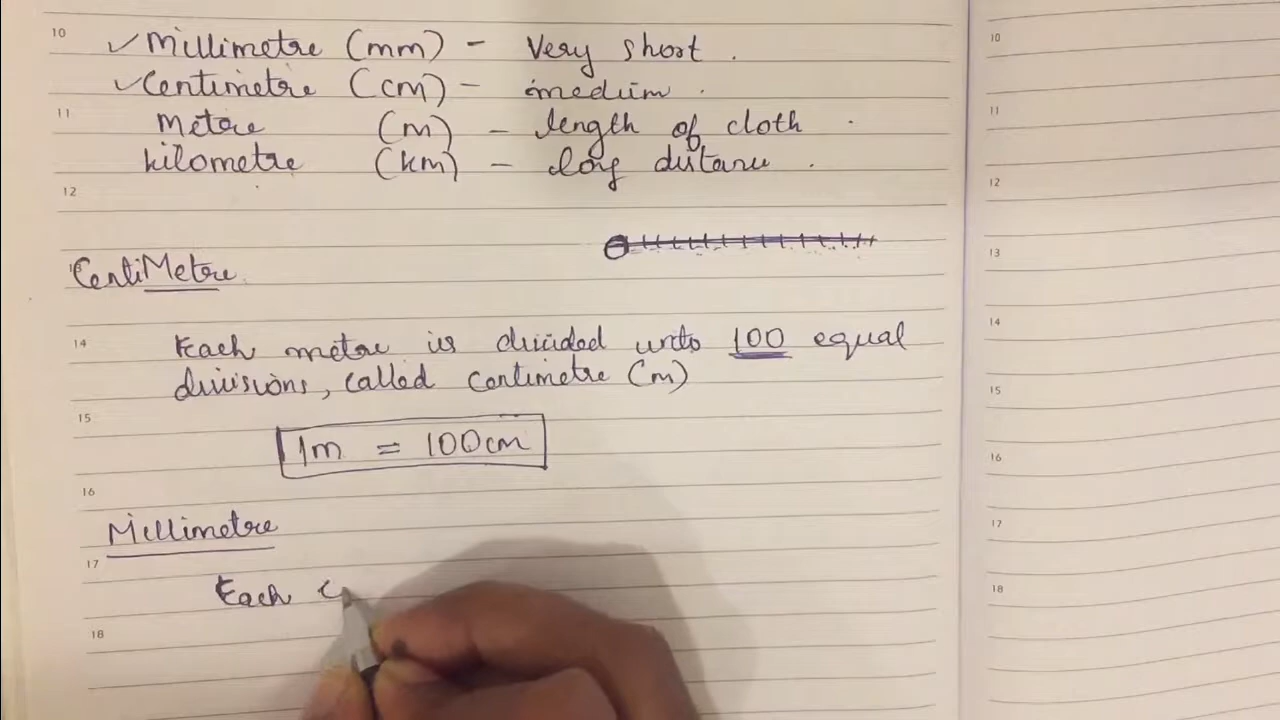 10 ✓Millimetre (mm) - Very short . 10
✓Centimetre (cm) - medium .
11 Metre (m) - length of cloth . 11
kilometre (km) - long distance .
12 12
13
CentiMetre
14 Each metre is divided into 100 equal 14
divisions, called centimetre (m)
15 15
1m = 100cm
16 16
Millimetre
17 17
Each c
18 18